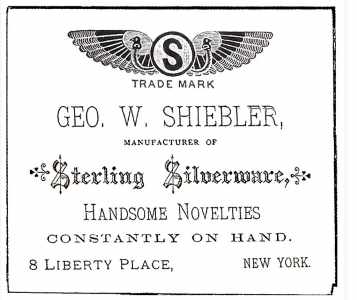 S
TRADE MARK
GEO. W. SHIEBLER,
MANUFACTURER OF
Sterling Silverware,
HANDSOME NOVELTIES
CONSTANTLY ON HAND.
8 LIBERTY PLACE, NEW YORK.